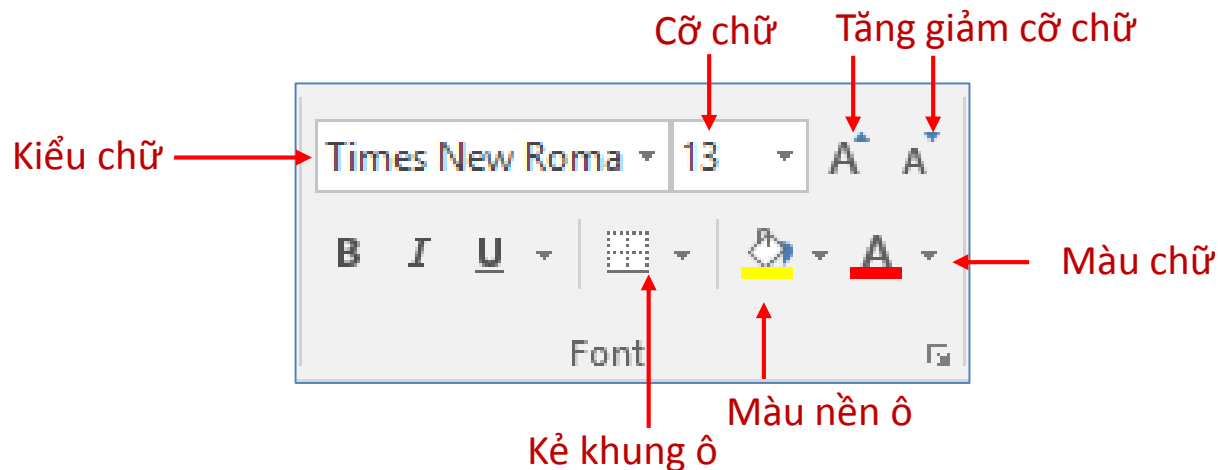 Cỡ chữ
Tăng giảm cỡ chữ
Kiểu chữ
Times New Roma
13
A
A
B I U
A
Màu chữ
Font
Màu nền ô
Kẻ khung ô